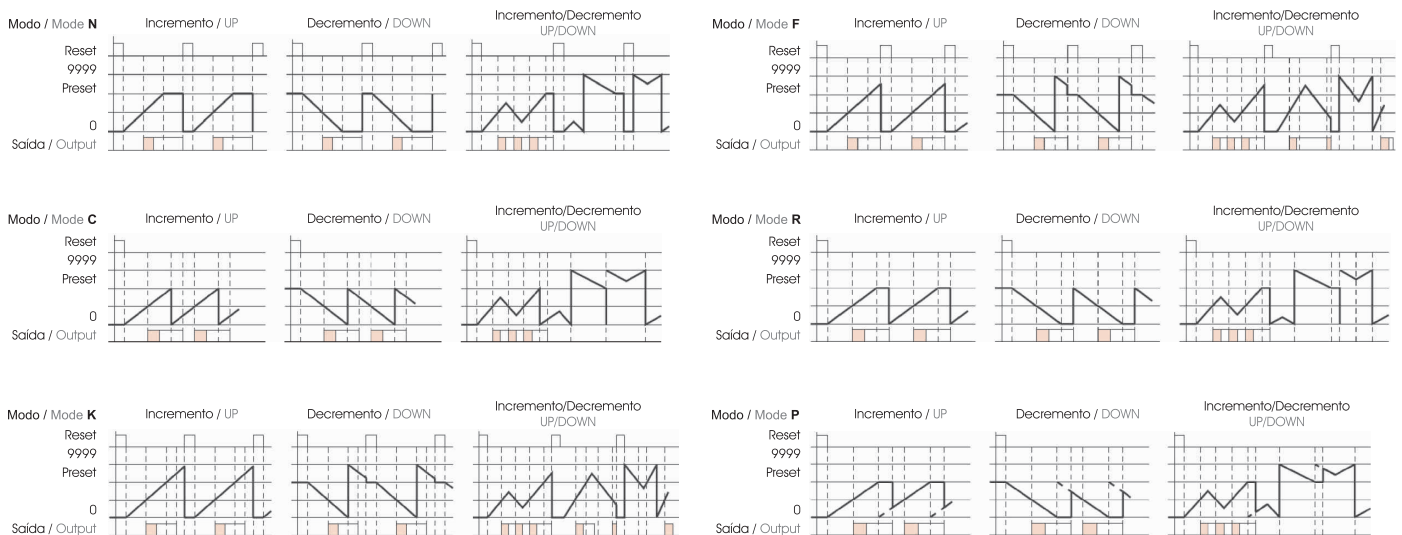 Modo / Mode N
Incremento / UP
Decremento / DOWN
Incremento/Decremento
UP/DOWN
Reset
9999
Preset
0
Saída / Output
Modo / Mode F
Incremento / UP
Decremento / DOWN
Incremento/Decremento
UP/DOWN
Reset
9999
Preset
0
Saída / Output
Modo / Mode C
Incremento / UP
Decremento / DOWN
Incremento/Decremento
UP/DOWN
Reset
9999
Preset
0
Saída / Output
Modo / Mode R
Incremento / UP
Decremento / DOWN
Incremento/Decremento
UP/DOWN
Reset
9999
Preset
0
Saída / Output
Modo / Mode K
Incremento / UP
Decremento / DOWN
Incremento/Decremento
UP/DOWN
Reset
9999
Preset
0
Saída / Output
Modo / Mode P
Incremento / UP
Decremento / DOWN
Incremento/Decremento
UP/DOWN
Reset
9999
Preset
0
Saída / Output